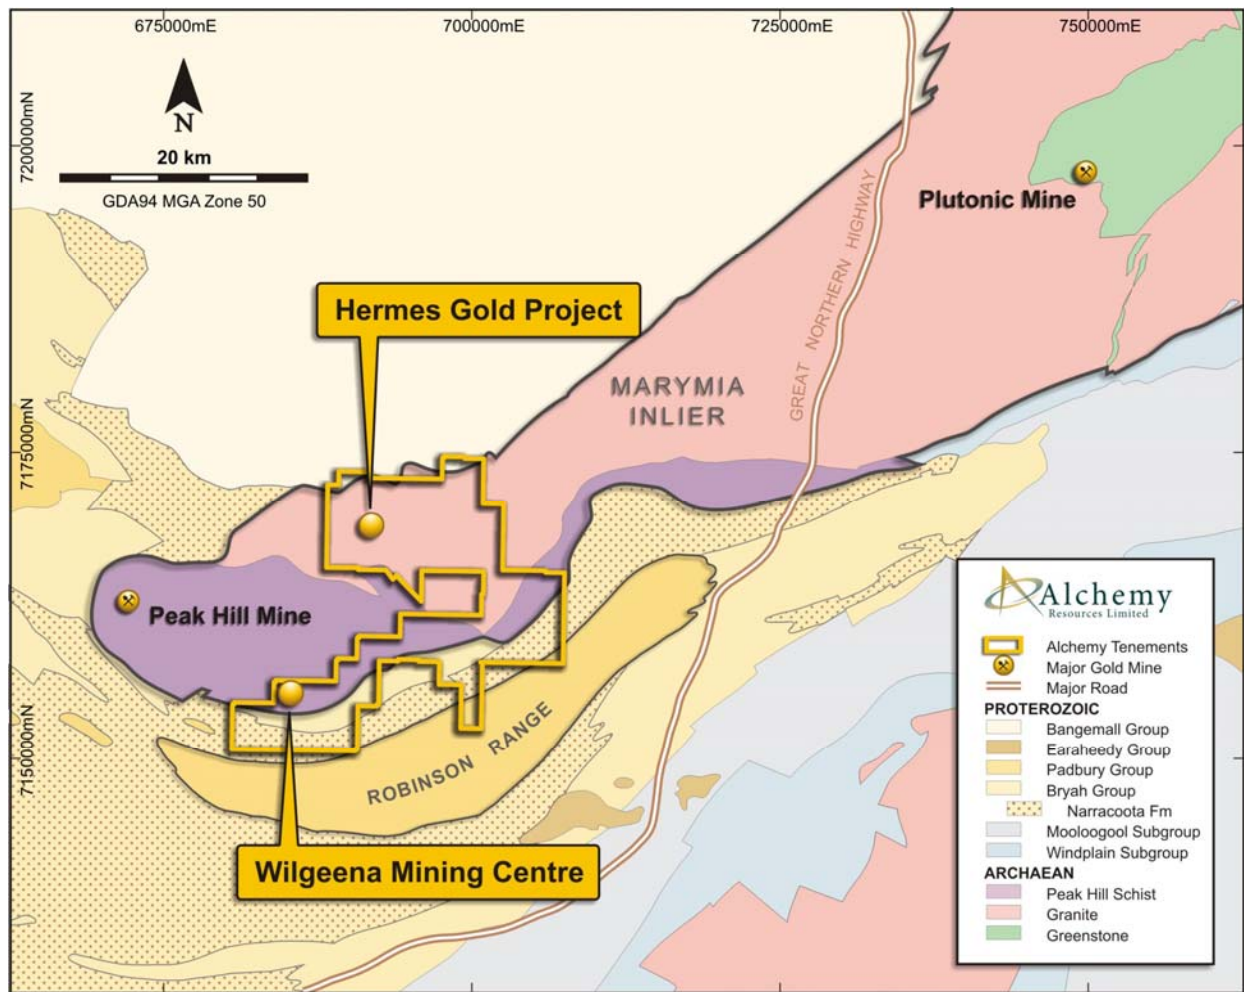 675000mE
700000mE
725000mE
750000mE
7200000mN
7175000mN
7150000mN
N
20 km
GDA94 MGA Zone 50
Plutonic Mine
GREAT NORTHERN HIGHWAY
Hermes Gold Project
MARYMIA
INLIER
Peak Hill Mine
ROBINSON RANGE
Wilgeena Mining Centre
Alchemy
Resources Limited
Alchemy Tenements
Major Gold Mine
Major Road
PROTEROZOIC
Bangemall Group
Earaheedy Group
Padbury Group
Bryah Group
Narracoota Fm
Mooloogool Subgroup
Windplain Subgroup
ARCHAEAN
Peak Hill Schist
Granite
Greenstone